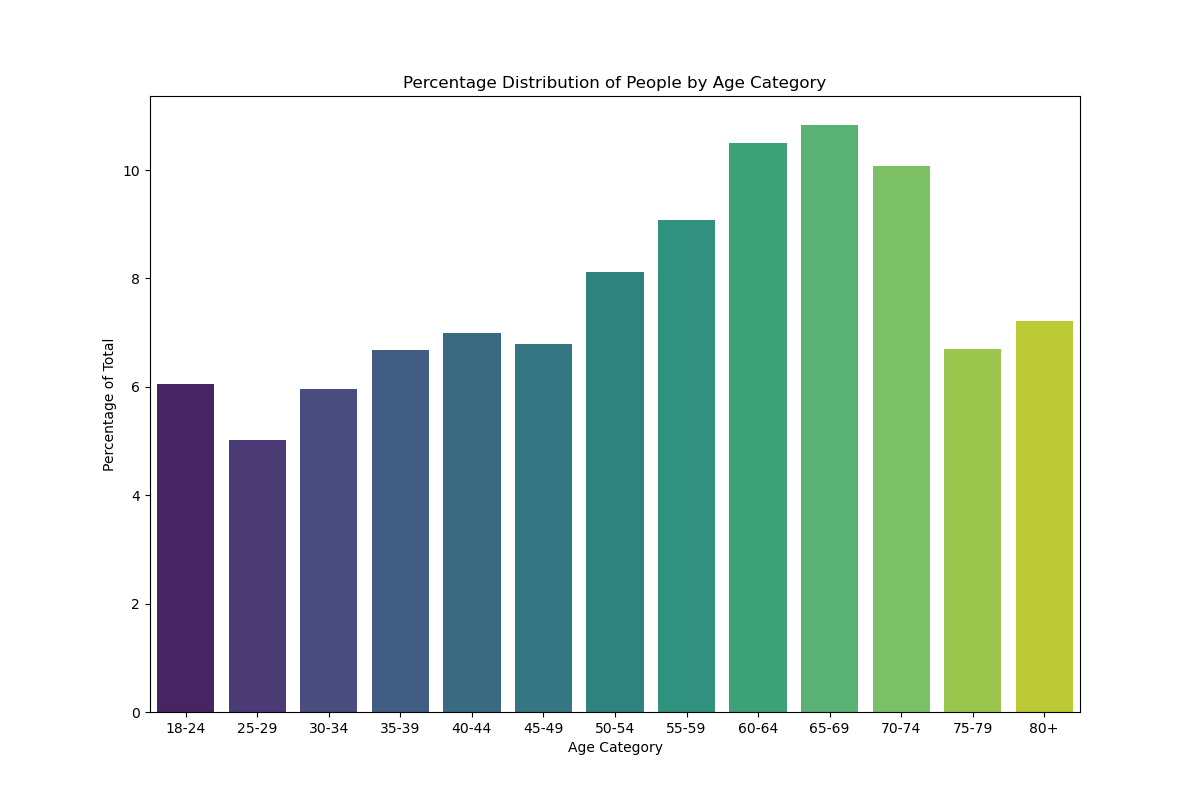 Percentage Distribution of People by Age Category
Percentage of Total
10
8
6
4
2
0
18-24 25-29 30-34 35-39 40-44 45-49 50-54 55-59 60-64 65-69 70-74 75-79 80+
Age Category